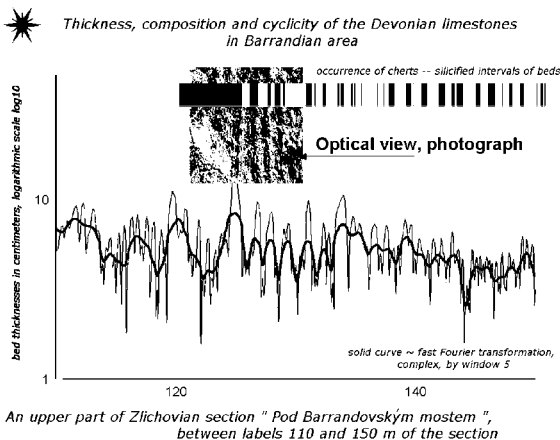 Thickness, composition and cyclicity of the Devonian limestones
in Barrandian area
occurrence of cherts -- silicified intervals of beds
Optical view, photograph
bed thicknesses in centimeters, logarithmic scale log10
10
1
solid curve ~ fast Fourier transformation,
complex, by window 5
120
140
An upper part of Zlichovian section " Pod Barrandovským mostem ",
between labels 110 and 150 m of the section